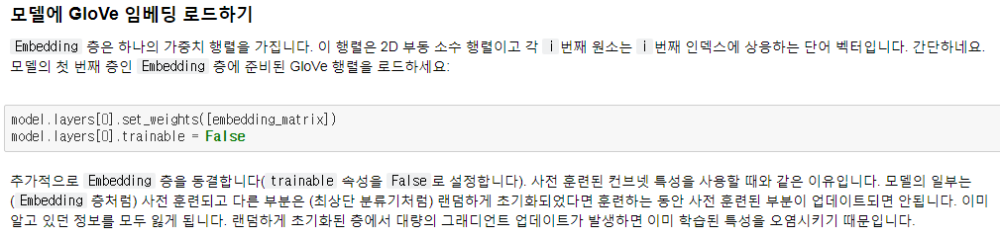 모델에 GloVe 임베딩 로드하기
Embedding 층은 하나의 가중치 행렬을 가집니다. 이 행렬은 2D 부동 소수 행렬이고 각 i번째 원소는 i 번째 인덱스에 상응하는 단어 벡터입니다. 간단하네요.
모델의 첫 번째 층인 Embedding 층에 준비된 GloVe 행렬을 로드하세요:
model.layers[0].set_weights([embedding_matrix])
model.layers[0].trainable = False
추가적으로 Embedding 층을 동결합니다( trainable 속성을 False로 설정합니다). 사전 훈련된 컨브넷 특성을 사용할 때와 같은 이유입니다. 모델의 일부는
( Embedding 층처럼) 사전 훈련되고 다른 부분은 (최상단 분류기처럼) 랜덤하게 초기화되었다면 훈련하는 동안 사전 훈련된 부분이 업데이트되면 안됩니다. 이미
알고 있던 정보를 모두 잃게 됩니다. 랜덤하게 초기화된 층에서 대량의 그래디언트 업데이트가 발생하면 이미 학습된 특성을 오염시키기 때문입니다.